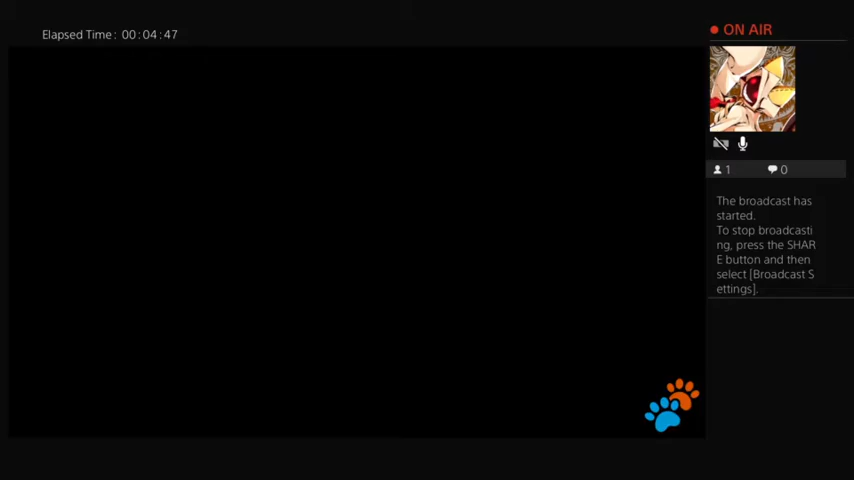 Elapsed Time: 00:04:47
ON AIR
1
0
The broadcast has
started.
To stop broadcasti
ng, press the SHAR
E button and then
select [Broadcast S
ettings].